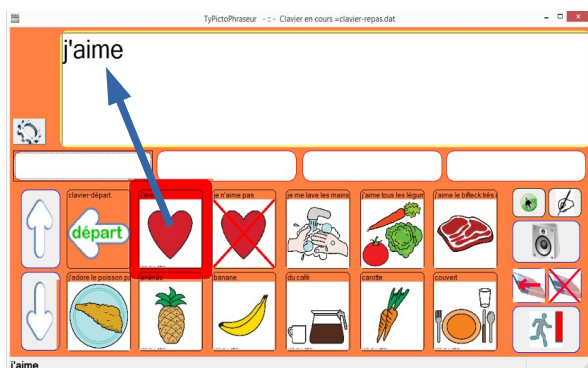 TyPictoPhraseur - :: - Clavier en cours =clavier-repas.dat
j'aime
clavier-départ
je n'aime pas
je me lave les mains
j'aime tous les légum
j'aime le bifteck très
départ
j'adore le poisson pa
ananas
banane
du café
carotte
couvert
j'aime